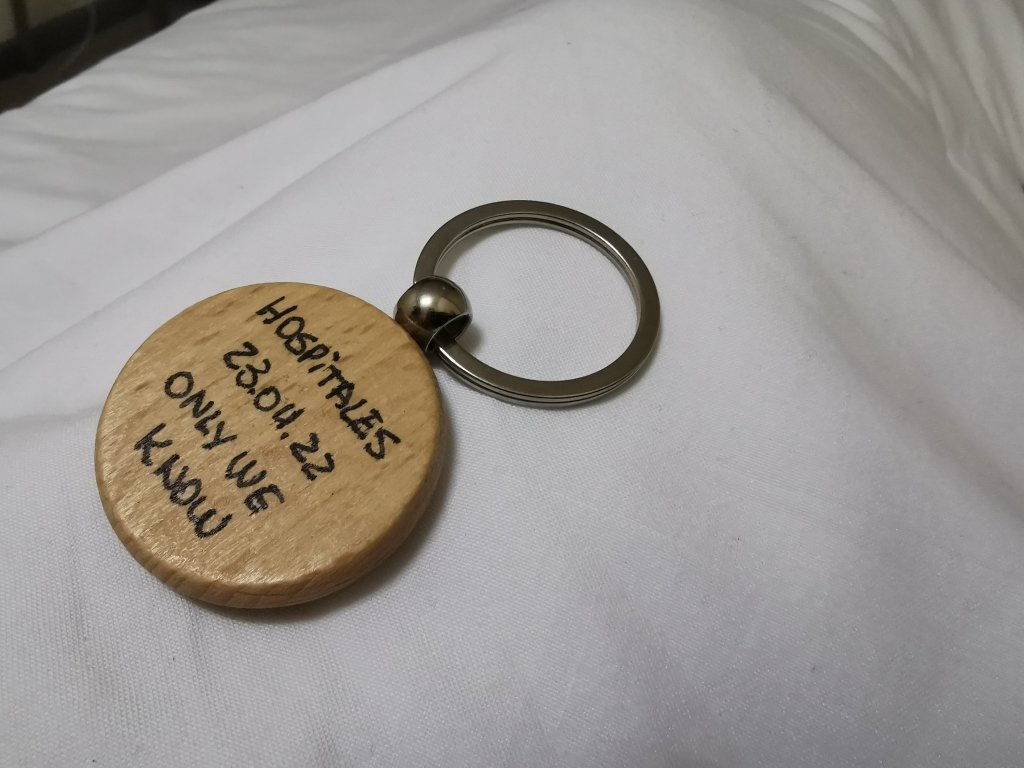 HOSPiTALES
23.04.22
ONLY WE
KNOW